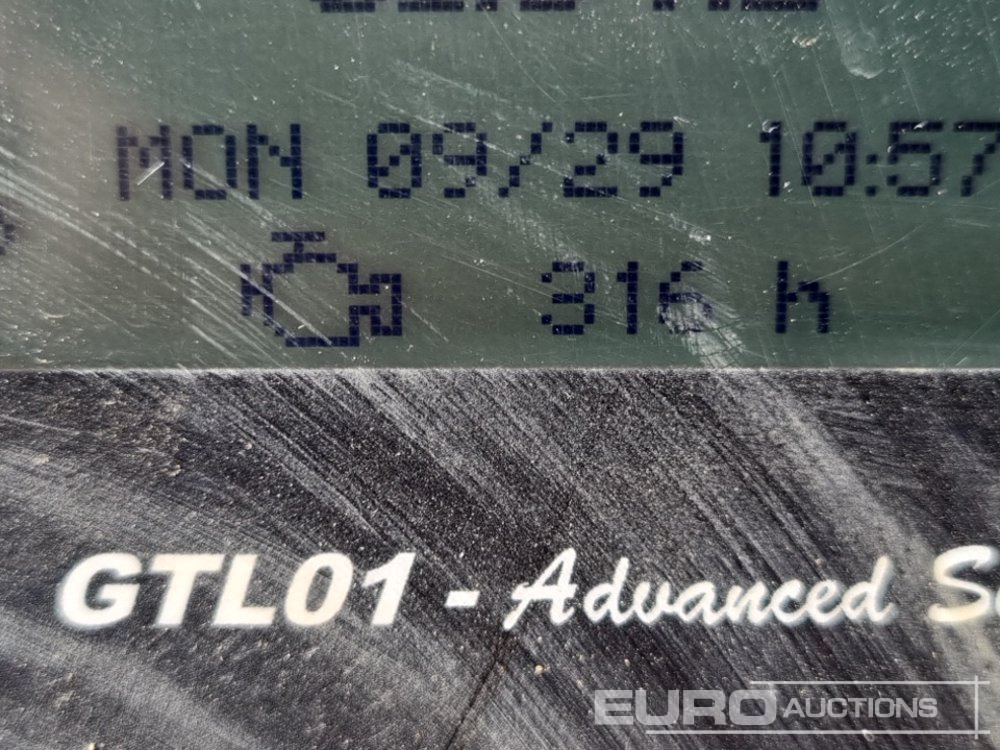 MON 09/29 10:57
316 h
GTL01 - Advanced
EURO AUCTIONS